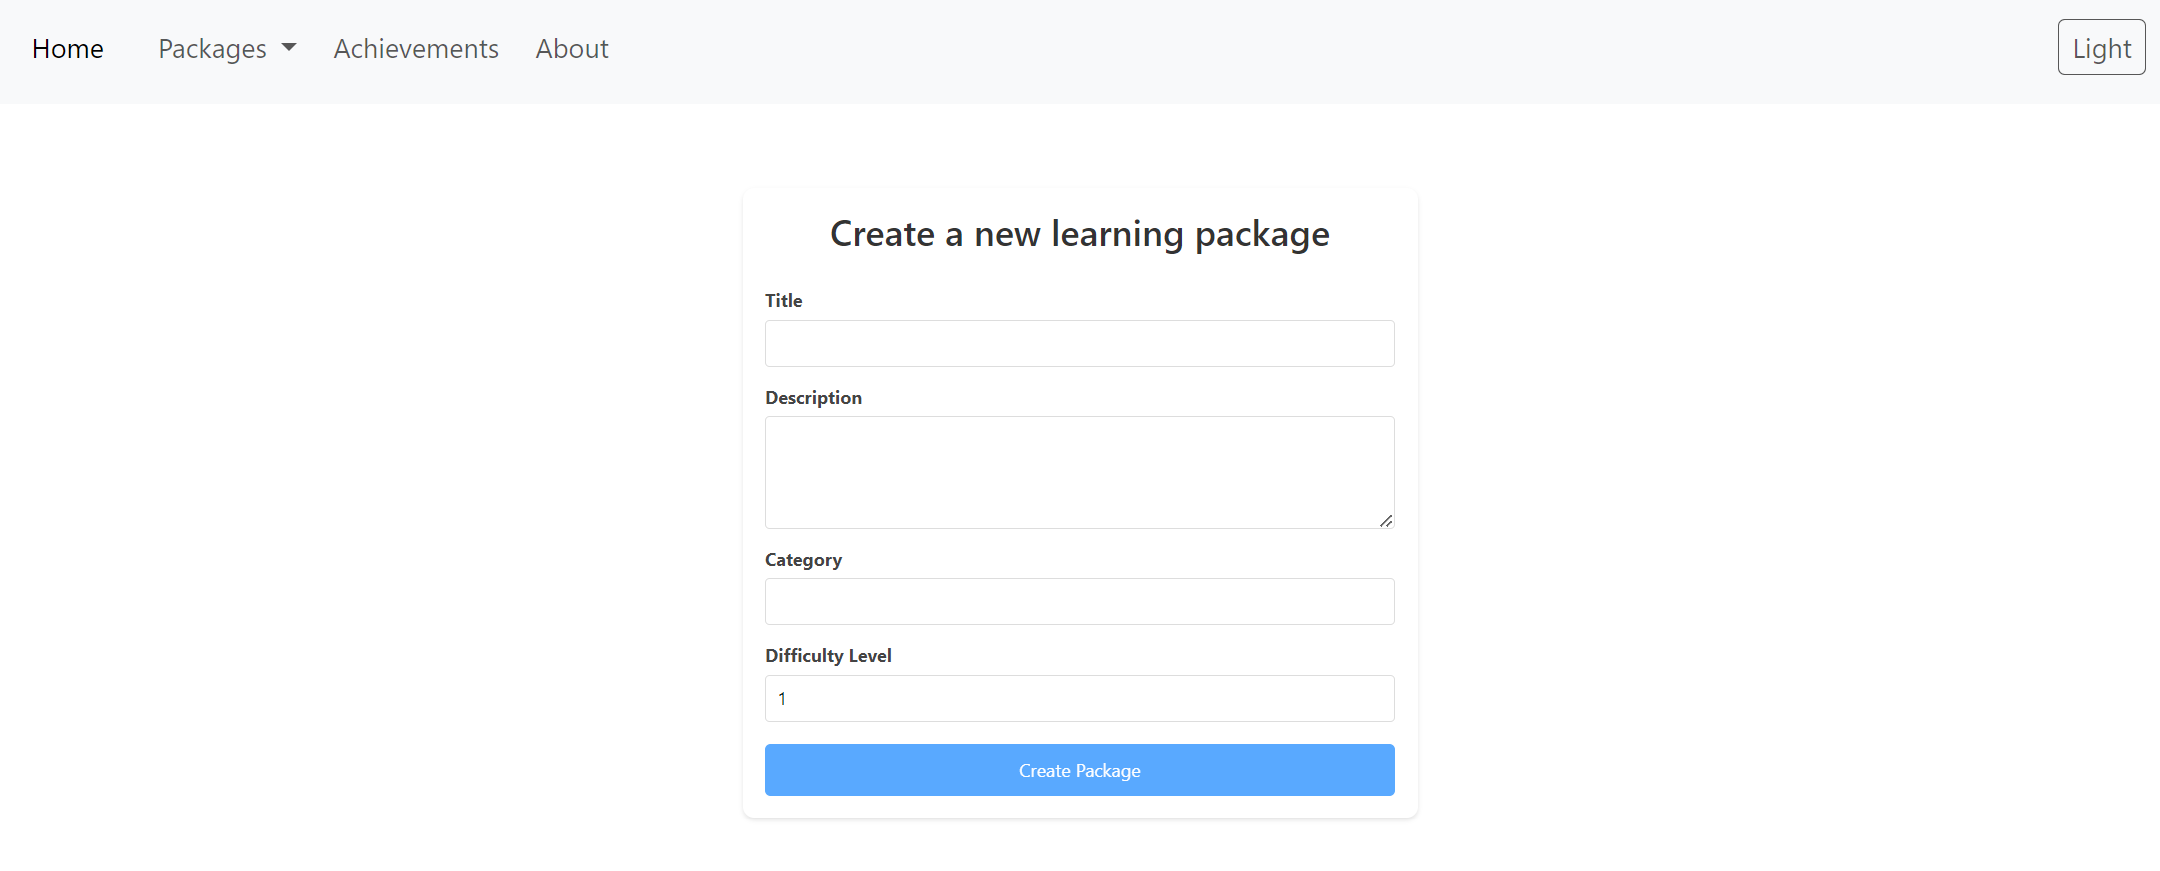 Home Packages Achievements About Light
Create a new learning package
Title
Description
Category
Difficulty Level
1
Create Package